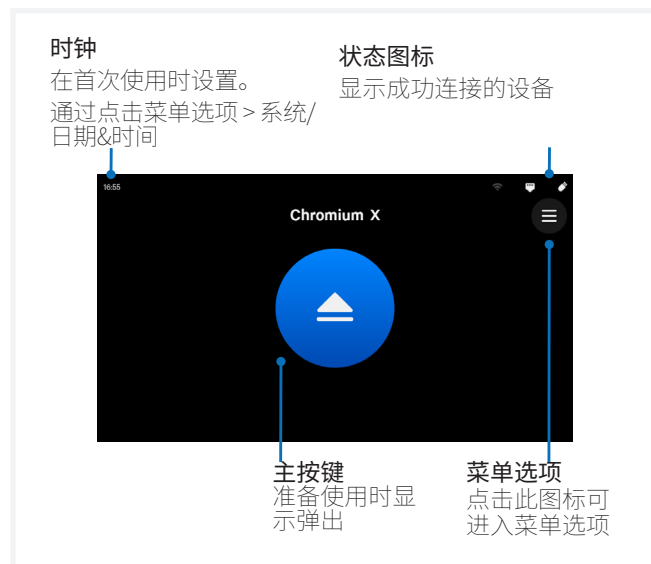 时钟
在首次使用时设置。
通过点击菜单选项 > 系统/
日期&时间
状态图标
显示成功连接的设备
16:55
Chromium X
主按键
准备使用时显
示弹出
菜单选项
点击此图标可
进入菜单选项